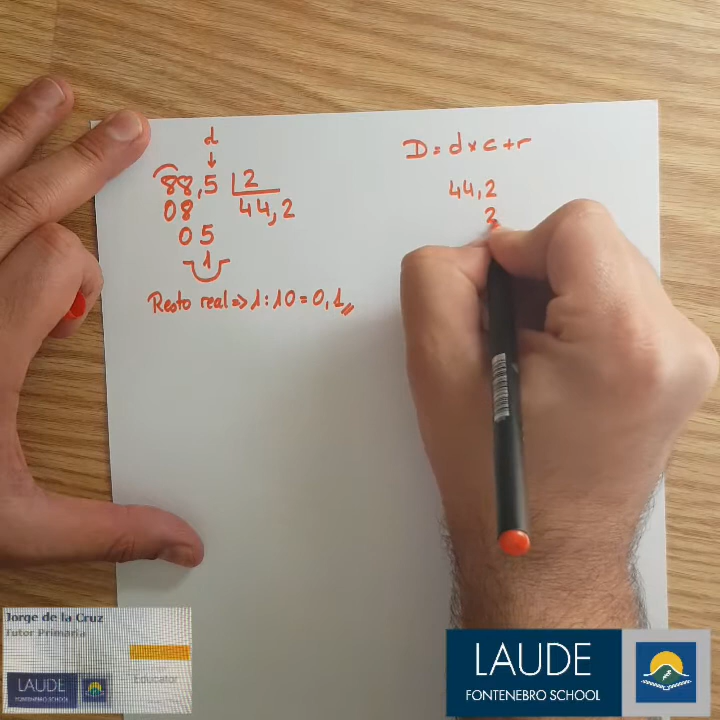 d
↓
88,5 |2
08 44,2
05
1
Resto real => 1:10 = 0,1
D = d x c + r
44,2
2
Jorge de la Cruz
Tutor Primaria
Educator
LAUDE
LAUDE
FONTENEBRO SCHOOL